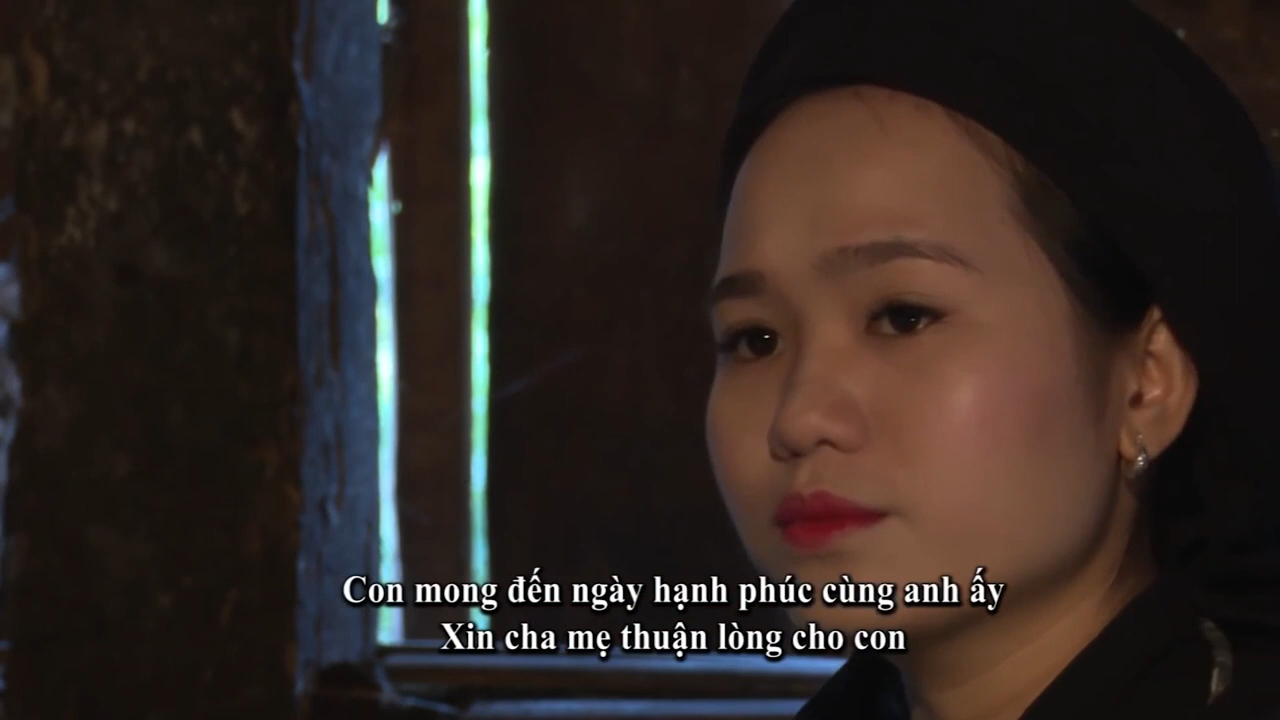 Con mong đến ngày hạnh phúc cùng anh ấy
Xin cha mẹ thuận lòng cho con